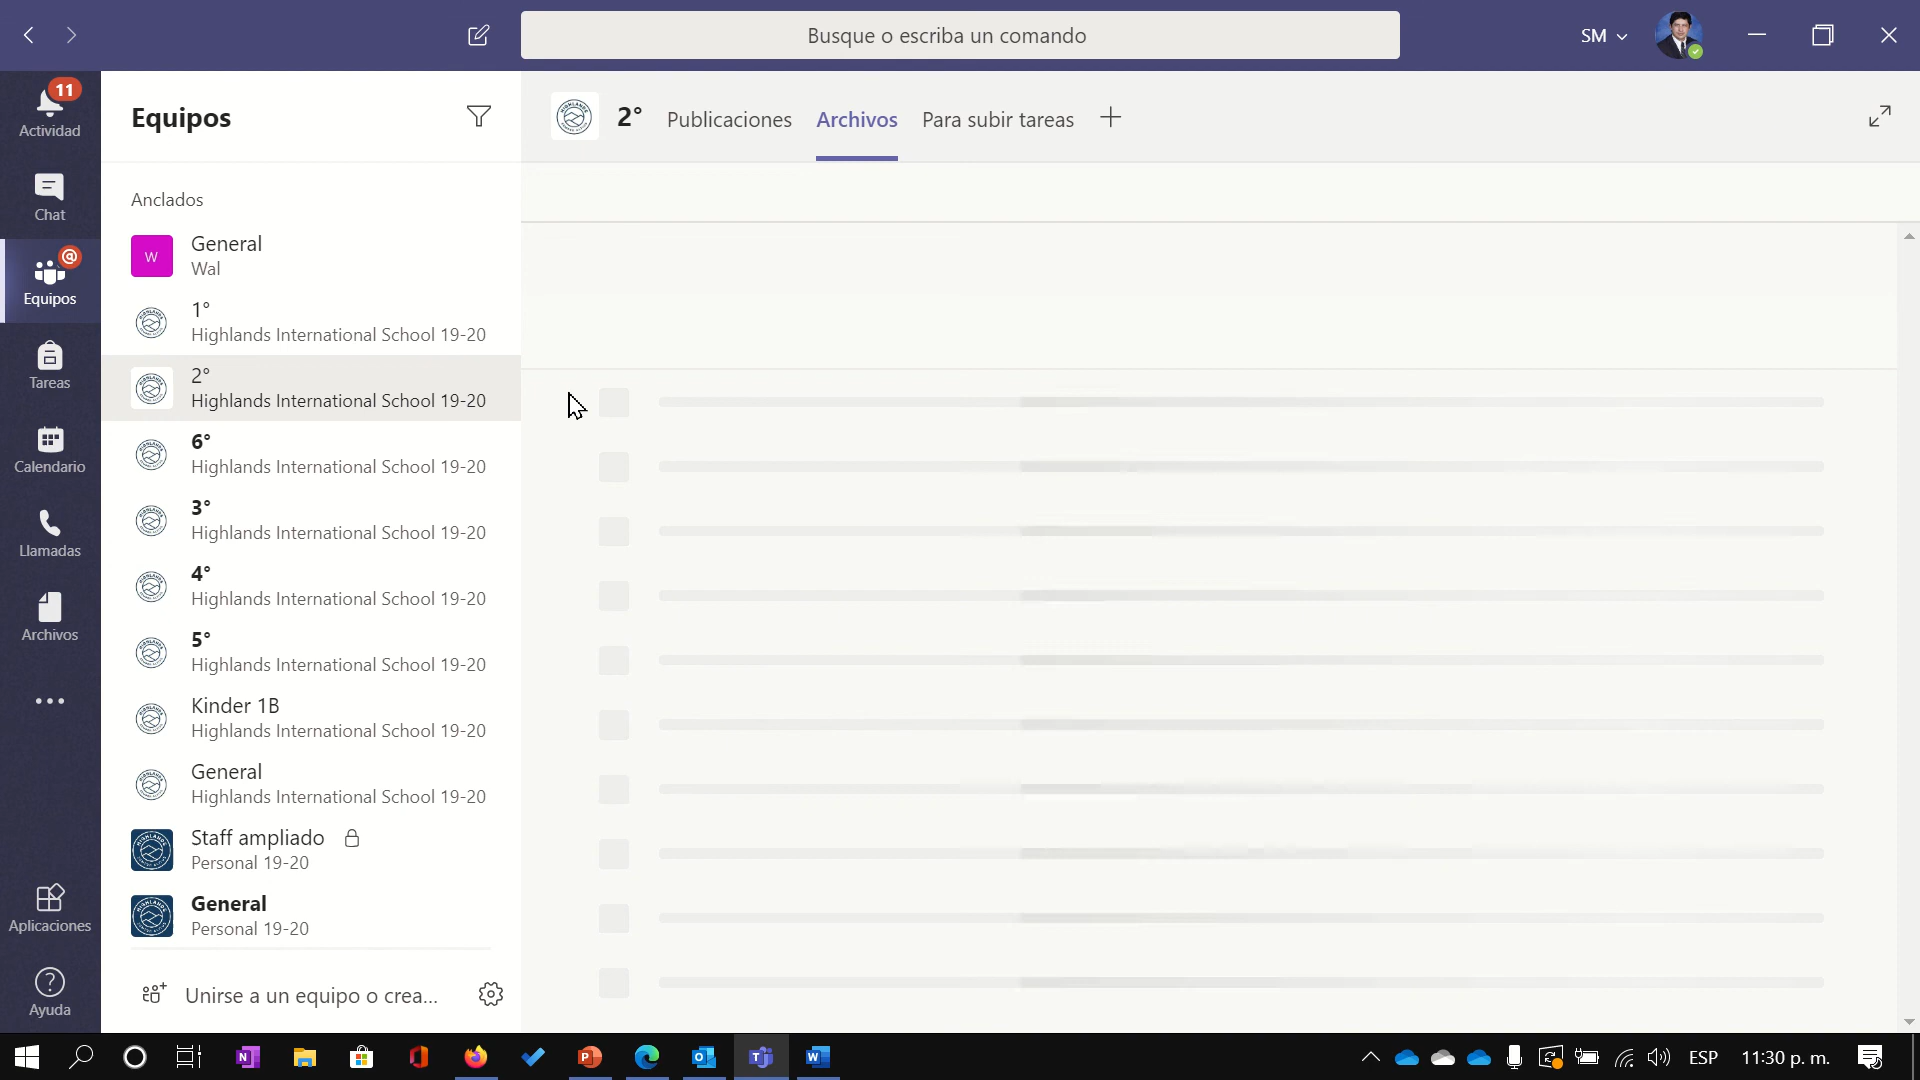 Busque o escriba un comando
SM
11
Actividad
Chat
@
Equipos
Tareas
Calendario
Llamadas
Archivos
Aplicaciones
Ayuda
Equipos
Anclados
W
General
Wal
1°
Highlands International School 19-20
2°
Highlands International School 19-20
6°
Highlands International School 19-20
3°
Highlands International School 19-20
4°
Highlands International School 19-20
5°
Highlands International School 19-20
Kinder 1B
Highlands International School 19-20
General
Highlands International School 19-20
Staff ampliado
Personal 19-20
General
Personal 19-20
Unirse a un equipo o crea...
2° Publicaciones Archivos Para subir tareas
ESP 11:30 p. m.